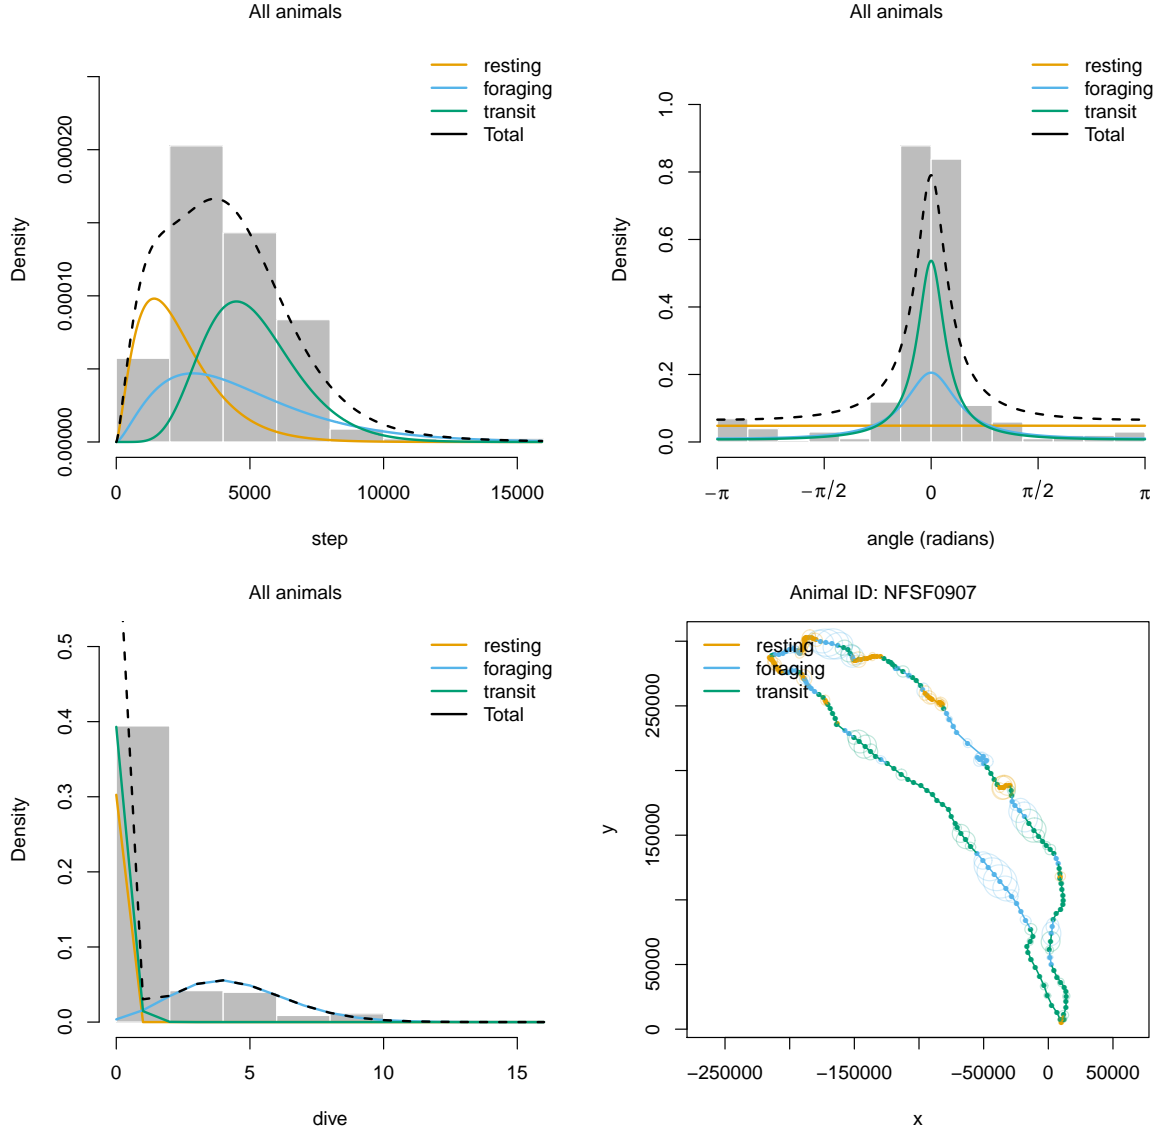 All animals
resting
foraging
transit
Total
0.00000
0.00010
0.00020
Density
0
5000
10000
15000
step
All animals
resting
foraging
transit
Total
0.0
0.2
0.4
0.6
0.8
1.0
Density
−π
−π/2
0
π/2
π
angle (radians)
All animals
resting
foraging
transit
Total
0.0
0.1
0.2
0.3
0.4
0.5
Density
0
5
10
15
dive
Animal ID: NFSF0907
resting
foraging
transit
0
50000
150000
250000
y
−250000
−150000
−50000
0
50000
x